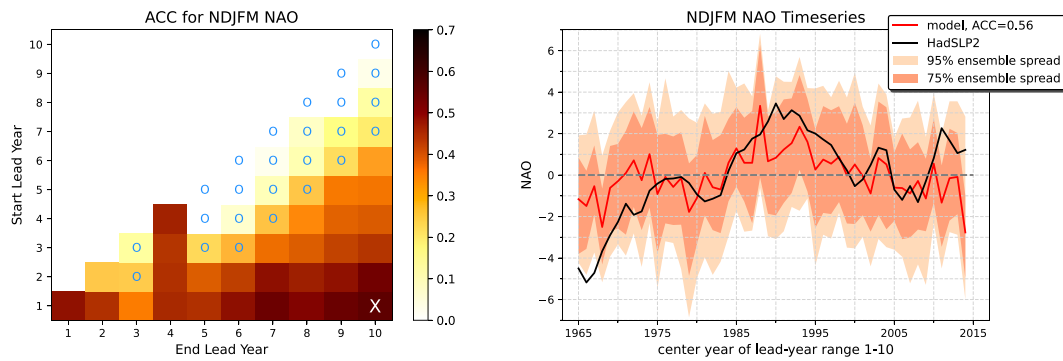 ACC for NDJFM NAO
Start Lead Year
10
9
8
7
6
5
4
3
2
1
O
O
O O
O O O O
O O O O
O O O O
O O O
O O O O
O
X
1 2 3 4 5 6 7 8 9 10
End Lead Year
0.7
0.6
0.5
0.4
0.3
0.2
0.1
0.0
NDJFM NAO Timeseries
model, ACC=0.56
HadSLP2
95% ensemble spread
75% ensemble spread
NAO
6
4
2
0
−2
−4
−6
1965 1975 1985 1995 2005 2015
center year of lead-year range 1-10